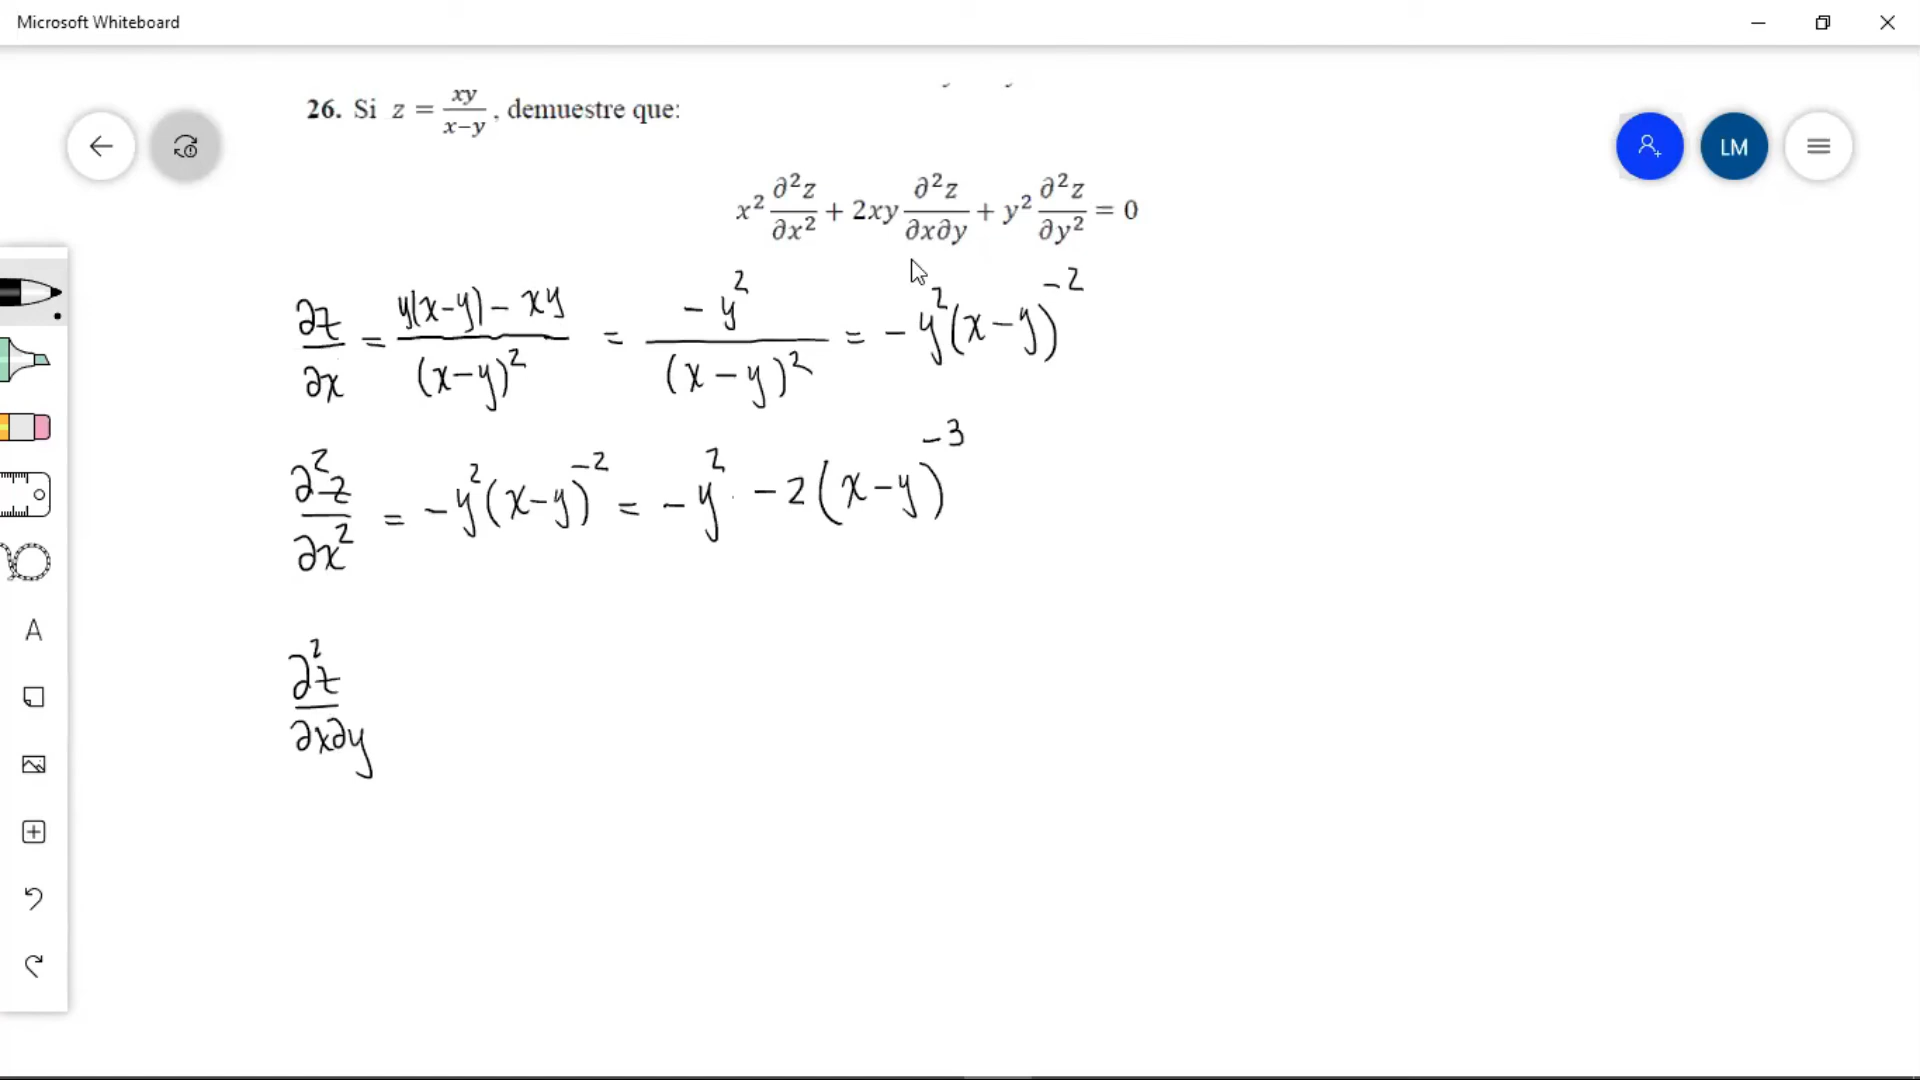 Microsoft Whiteboard
26. Si z = xy/(x−y), demuestre que:
x² ∂²z/∂x² + 2xy ∂²z/∂x∂y + y² ∂²z/∂y² = 0
LM
∂z/∂x = (y(x−y) − xy)/(x−y)² = −y²/(x−y)² = −y²(x−y)⁻²
∂²z/∂x² = −y²(x−y)⁻² = −y² · −2(x−y)⁻³
A
∂²z/∂x∂y